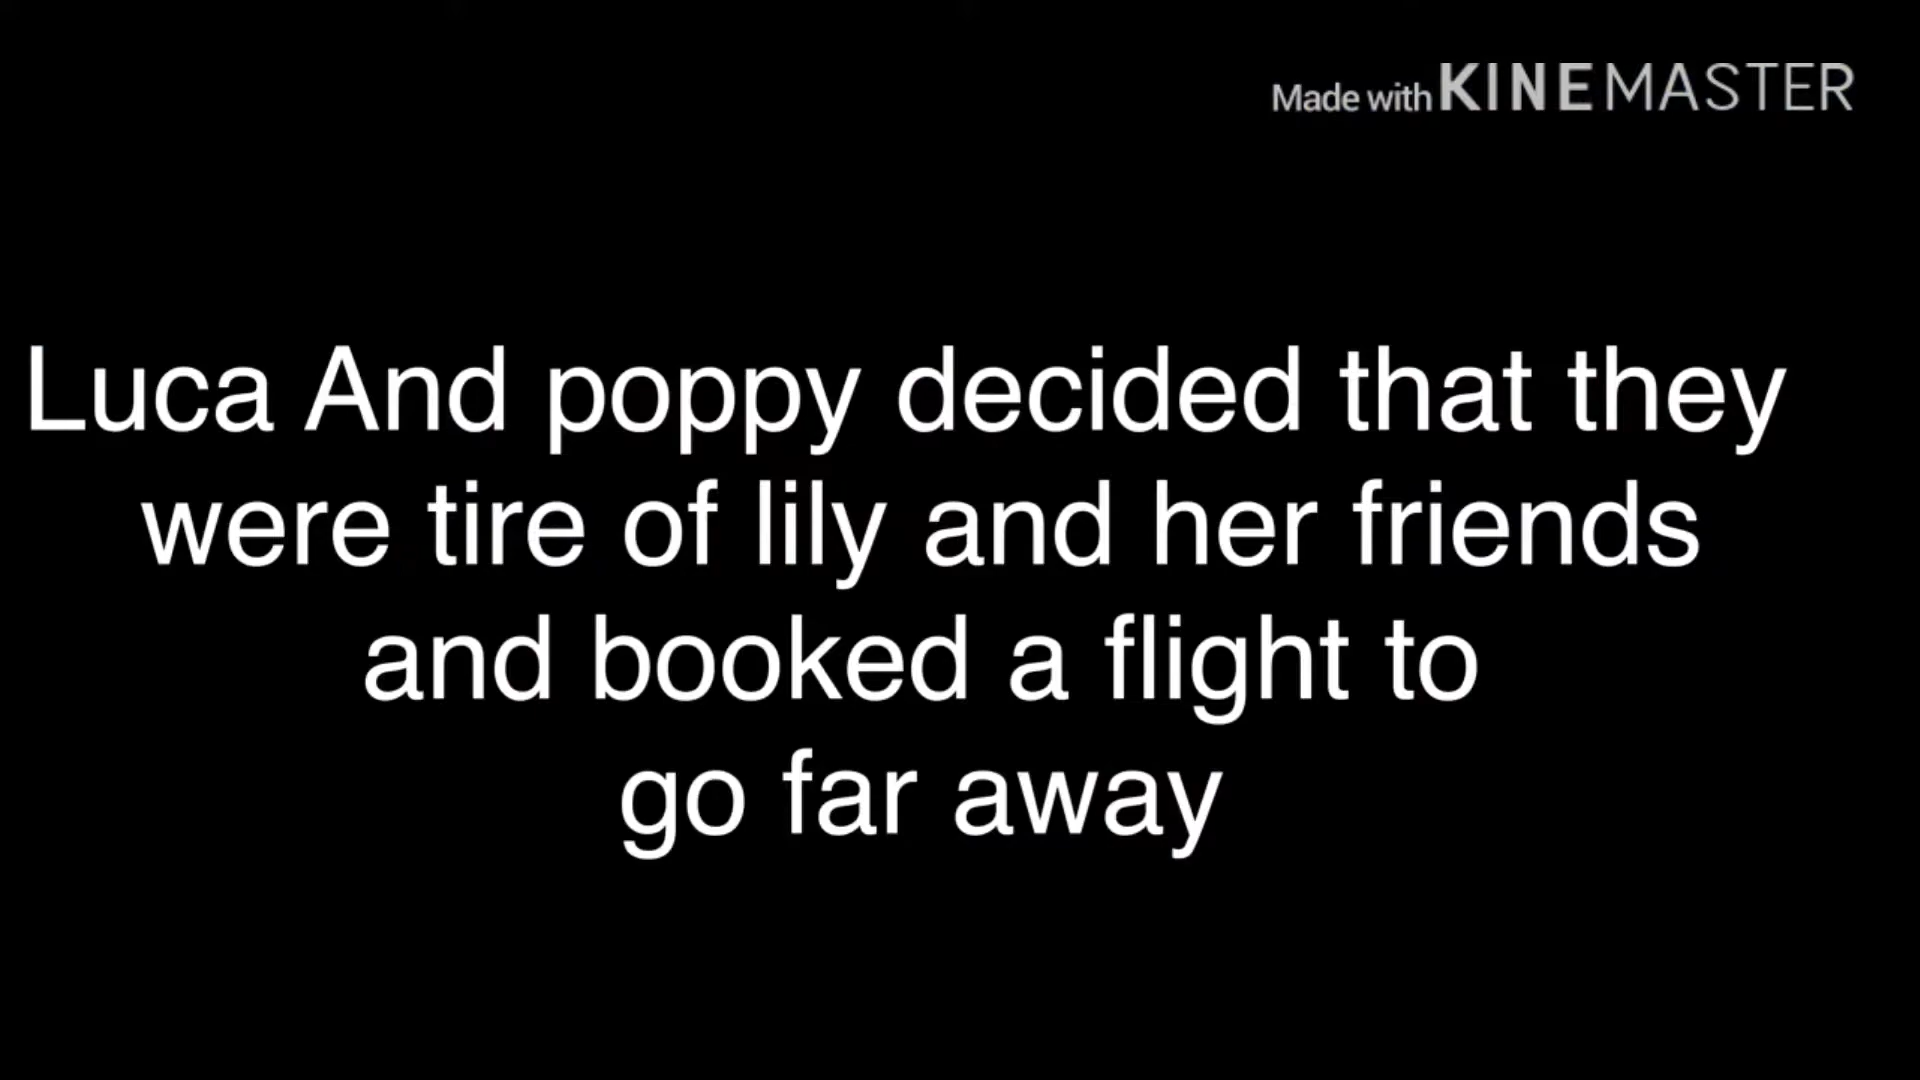 Made with KINEMASTER
Luca And poppy decided that they
were tire of lily and her friends
and booked a flight to
go far away